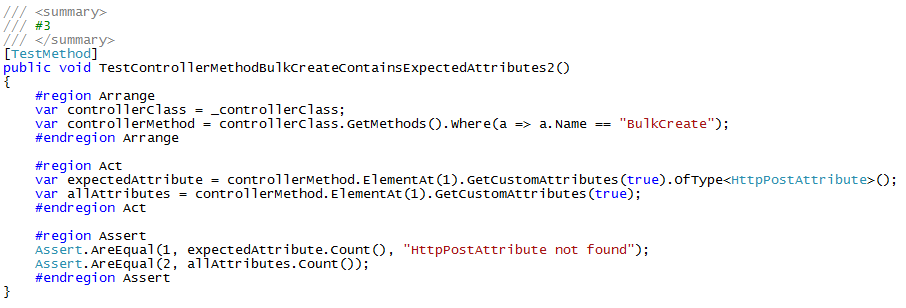 /// <summary>
/// #3
/// </summary>
[TestMethod]
public void TestControllerMethodBulkCreateContainsExpectedAttributes2()
{
    #region Arrange
    var controllerClass = _controllerClass;
    var controllerMethod = controllerClass.GetMethods().Where(a => a.Name == "BulkCreate");
    #endregion Arrange

    #region Act
    var expectedAttribute = controllerMethod.ElementAt(1).GetCustomAttributes(true).OfType<HttpPostAttribute>();
    var allAttributes = controllerMethod.ElementAt(1).GetCustomAttributes(true);
    #endregion Act

    #region Assert
    Assert.AreEqual(1, expectedAttribute.Count(), "HttpPostAttribute not found");
    Assert.AreEqual(2, allAttributes.Count());
    #endregion Assert
}